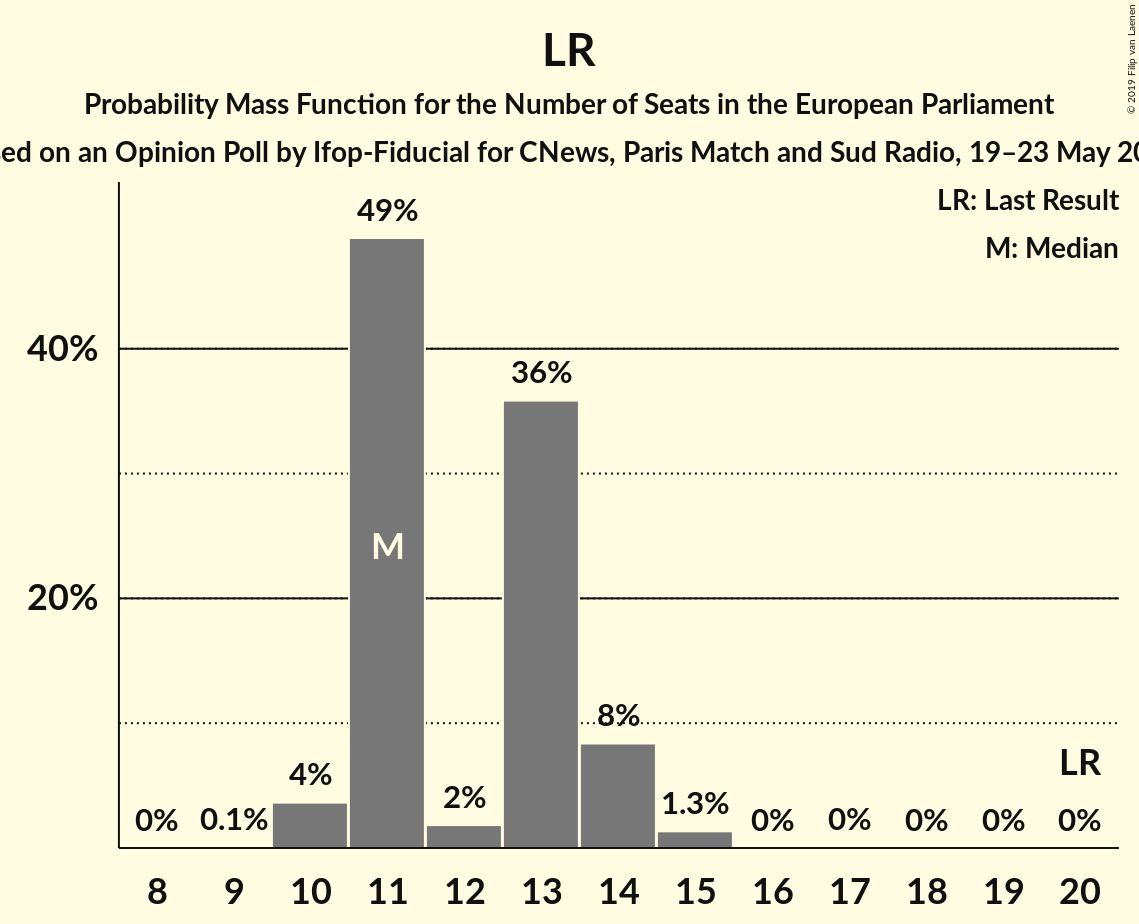 LR
Probability Mass Function for the Number of Seats in the European Parliament
on an Opinion Poll by Ifop-Fiducial for CNews, Paris Match and Sud Radio, 19–23 May
© 2019 Filip van Laenen
LR: Last Result
M: Median
49%
40%
36%
M
20%
8%
LR
4%
2%
1.3%
0% 0.1% 0% 0% 0% 0% 0%
8 9 10 11 12 13 14 15 16 17 18 19 20